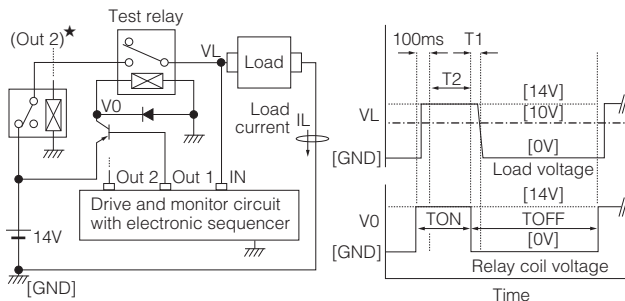 Test relay
(Out 2)★
VL
Load
V0
Load
current
IL
Out 2
Out 1
IN
Drive and monitor circuit
with electronic sequencer
14V
[GND]
100ms
T1
T2
[14V]
[10V]
VL
[0V]
[GND]
Load voltage
[14V]
V0
TON
TOFF
[GND]
[0V]
Relay coil voltage
Time